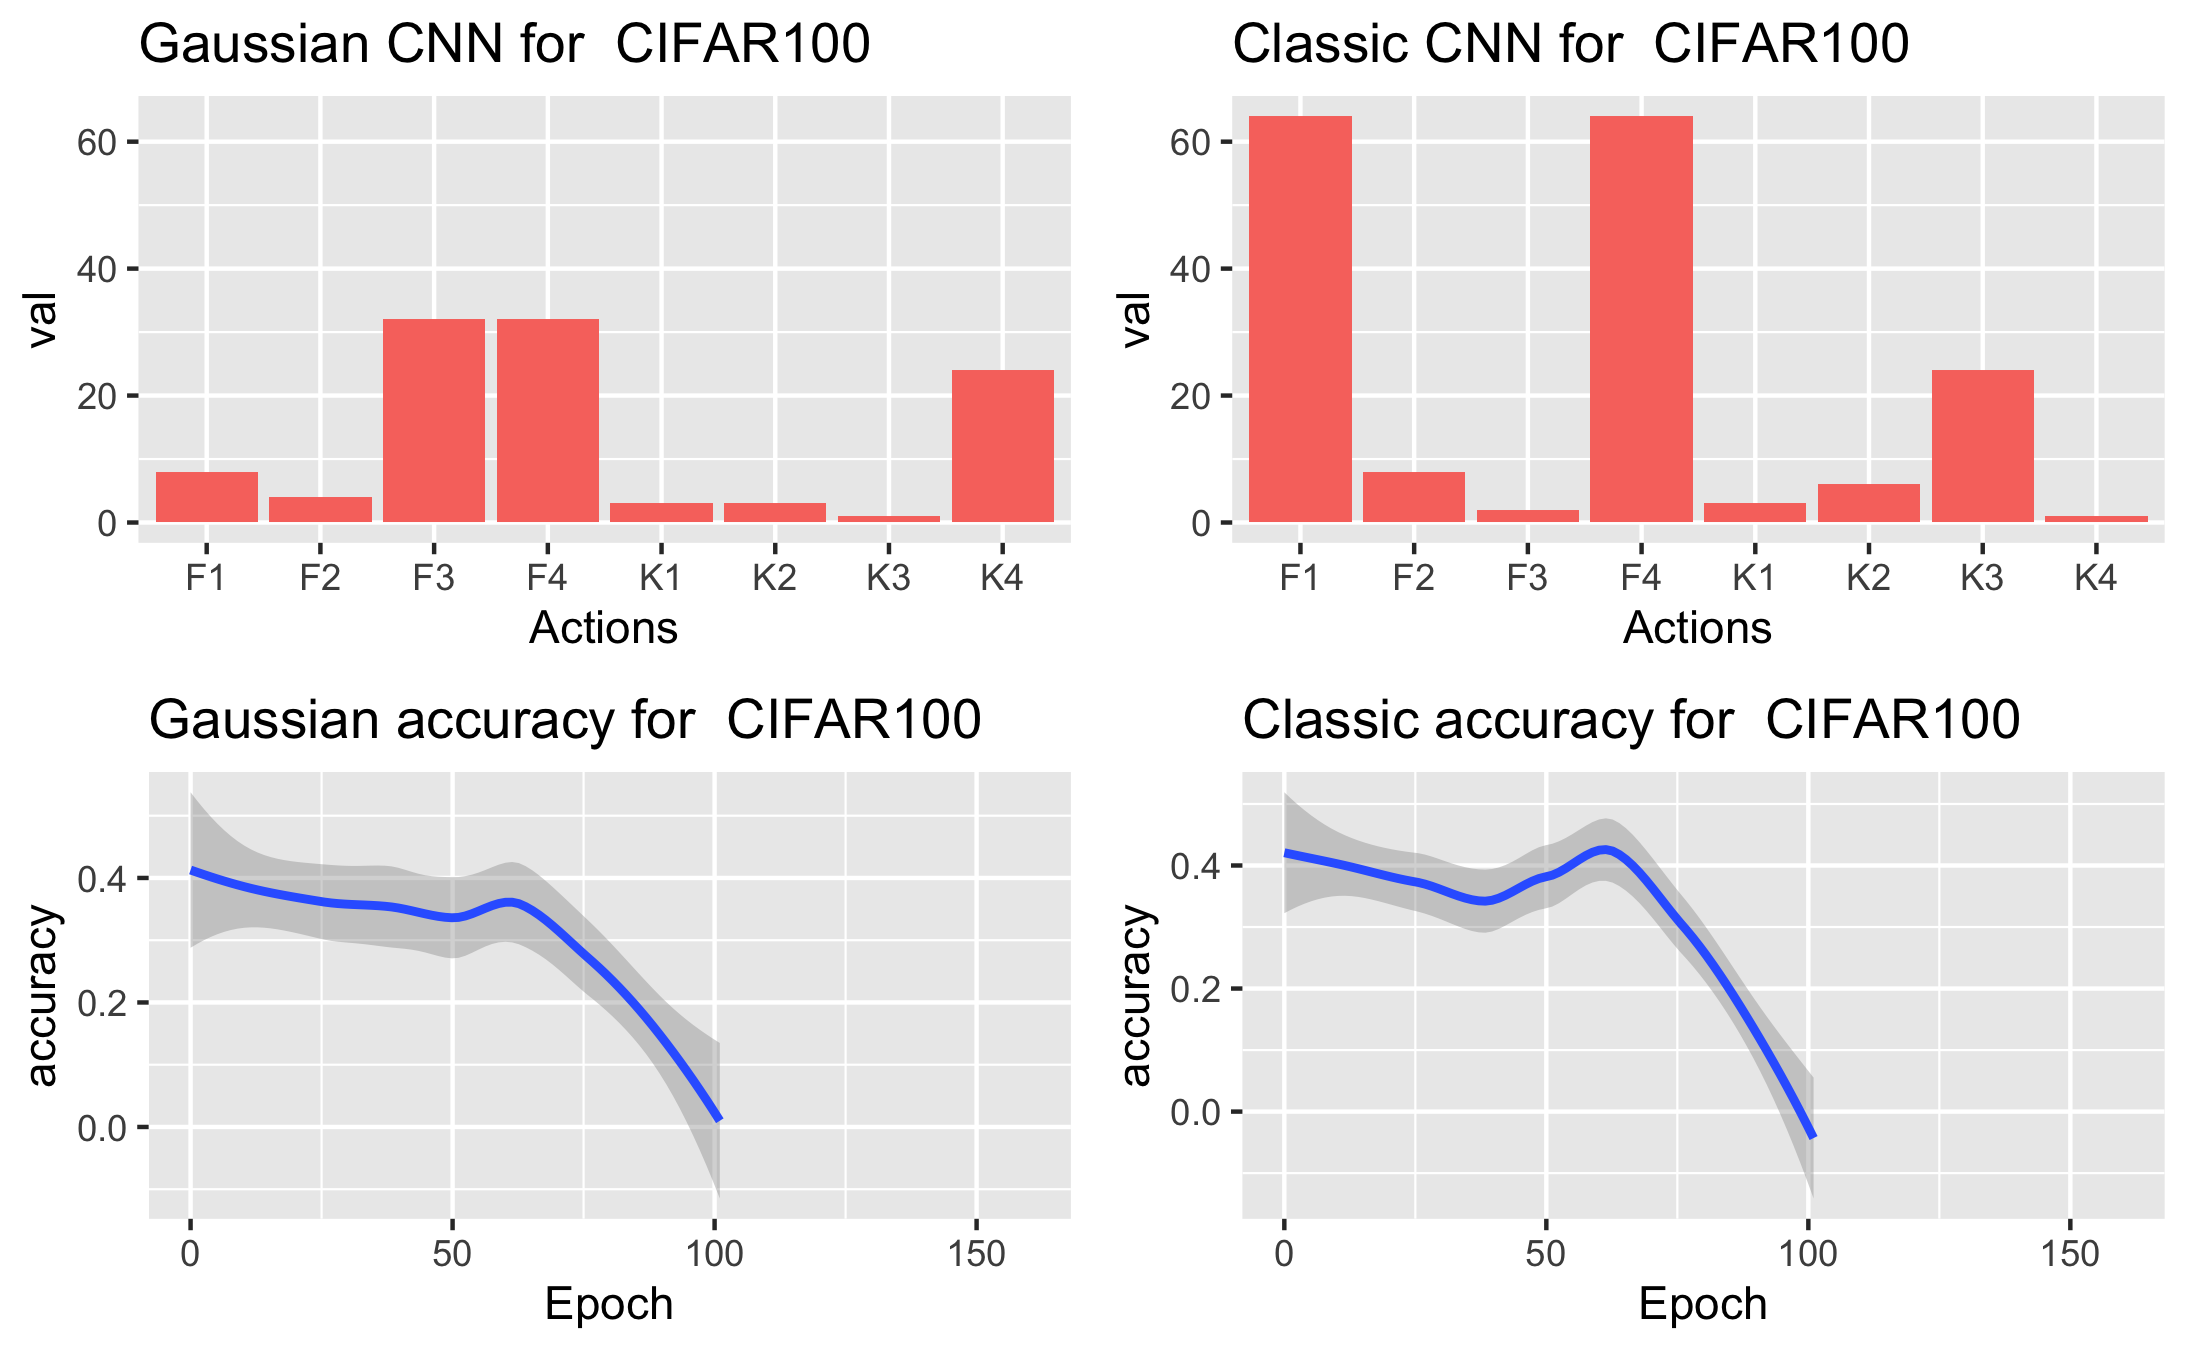 Gaussian CNN for  CIFAR100
60
40
20
0
val
F1 F2 F3 F4 K1 K2 K3 K4
Actions
Classic CNN for  CIFAR100
60
40
20
0
val
F1 F2 F3 F4 K1 K2 K3 K4
Actions
Gaussian accuracy for  CIFAR100
0.4
0.2
0.0
accuracy
0 50 100 150
Epoch
Classic accuracy for  CIFAR100
0.4
0.2
0.0
accuracy
0 50 100 150
Epoch